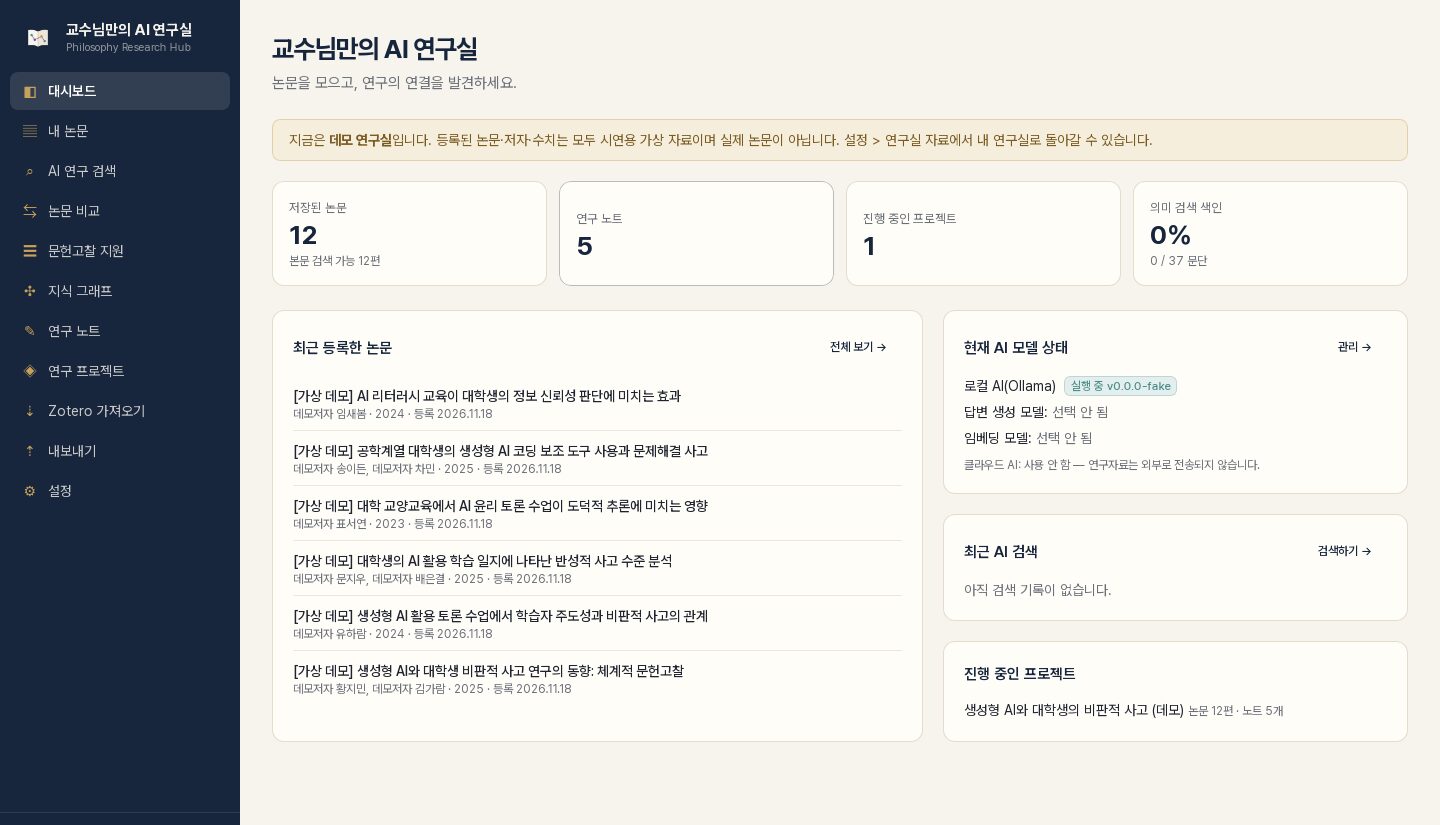 교수님만의 AI 연구실
Philosophy Research Hub
대시보드
내 논문
AI 연구 검색
논문 비교
문헌고찰 지원
지식 그래프
연구 노트
연구 프로젝트
Zotero 가져오기
내보내기
설정
교수님만의 AI 연구실
논문을 모으고, 연구의 연결을 발견하세요.
지금은 데모 연구실입니다. 등록된 논문·저자·수치는 모두 시연용 가상 자료이며 실제 논문이 아닙니다. 설정 > 연구실 자료에서 내 연구실로 돌아갈 수 있습니다.
저장된 논문
12
본문 검색 가능 12편
연구 노트
5
진행 중인 프로젝트
1
의미 검색 색인
0%
0 / 37 문단
최근 등록한 논문
전체 보기 →
[가상 데모] AI 리터러시 교육이 대학생의 정보 신뢰성 판단에 미치는 효과
데모저자 임새봄 · 2024 · 등록 2026.11.18
[가상 데모] 공학계열 대학생의 생성형 AI 코딩 보조 도구 사용과 문제해결 사고
데모저자 송이든, 데모저자 차민 · 2025 · 등록 2026.11.18
[가상 데모] 대학 교양교육에서 AI 윤리 토론 수업이 도덕적 추론에 미치는 영향
데모저자 표서연 · 2023 · 등록 2026.11.18
[가상 데모] 대학생의 AI 활용 학습 일지에 나타난 반성적 사고 수준 분석
데모저자 문지우, 데모저자 배은결 · 2025 · 등록 2026.11.18
[가상 데모] 생성형 AI 활용 토론 수업에서 학습자 주도성과 비판적 사고의 관계
데모저자 유하람 · 2024 · 등록 2026.11.18
[가상 데모] 생성형 AI와 대학생 비판적 사고 연구의 동향: 체계적 문헌고찰
데모저자 황지민, 데모저자 김가람 · 2025 · 등록 2026.11.18
현재 AI 모델 상태
관리 →
로컬 AI(Ollama) 실행 중 v0.0.0-fake
답변 생성 모델: 선택 안 됨
임베딩 모델: 선택 안 됨
클라우드 AI: 사용 안 함 — 연구자료는 외부로 전송되지 않습니다.
최근 AI 검색
검색하기 →
아직 검색 기록이 없습니다.
진행 중인 프로젝트
생성형 AI와 대학생의 비판적 사고 (데모) 논문 12편 · 노트 5개